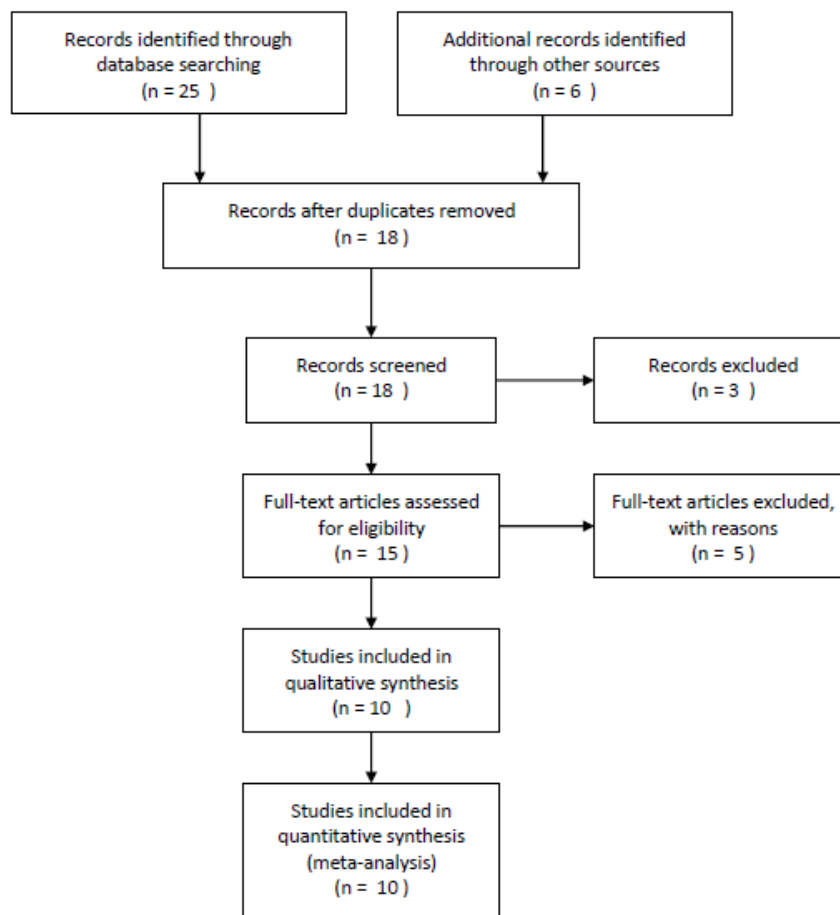 Records identified through
database searching
(n = 25 )
Additional records identified
through other sources
(n = 6 )
Records after duplicates removed
(n = 18 )
Records screened
(n = 18 )
Records excluded
(n = 3 )
Full-text articles assessed
for eligibility
(n = 15 )
Full-text articles excluded,
with reasons
(n = 5 )
Studies included in
qualitative synthesis
(n = 10 )
Studies included in
quantitative synthesis
(meta-analysis)
(n = 10 )